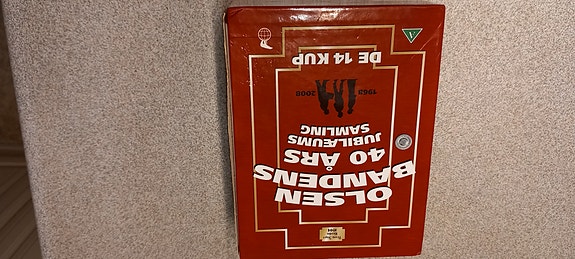 OLSEN
BANDENS
40 ÅRS
JUBILÆUMS
SAMLING
1968 2008
DE 14 KUP